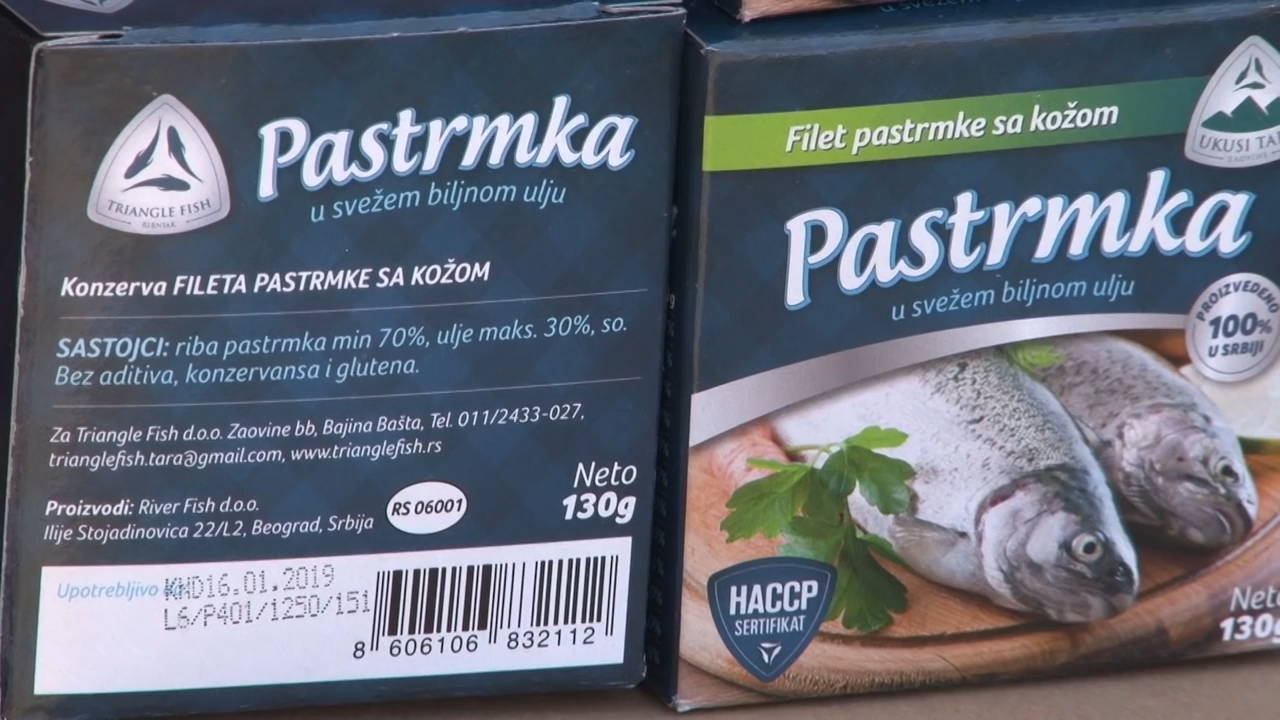 TRIANGLE FISH
RIBNJAK
Pastrmka
u svežem biljnom ulju
Konzerva FILETA PASTRMKE SA KOŽOM
SASTOJCI: riba pastrmka min 70%, ulje maks. 30%, so.
Bez aditiva, konzervansa i glutena.
Za Triangle Fish d.o.o. Zaovine bb, Bajina Bašta, Tel. 011/2433-027,
trianglefish.tara@gmail.com, www.trianglefish.rs
Neto
130g
Proizvodi: River Fish d.o.o.
Ilije Stojadinovica 22/L2, Beograd, Srbija
RS 06001
Upotrebljivo
KMD16.01.2019
L6/P401/1250/151
8 606106 832112
Filet pastrmke sa kožom
UKUSI
Pastrmka
u svežem biljnom ulju
PROIZVEDENO
100%
U SRBIJI
HACCP
SERTIFIKAT
Neto
130g